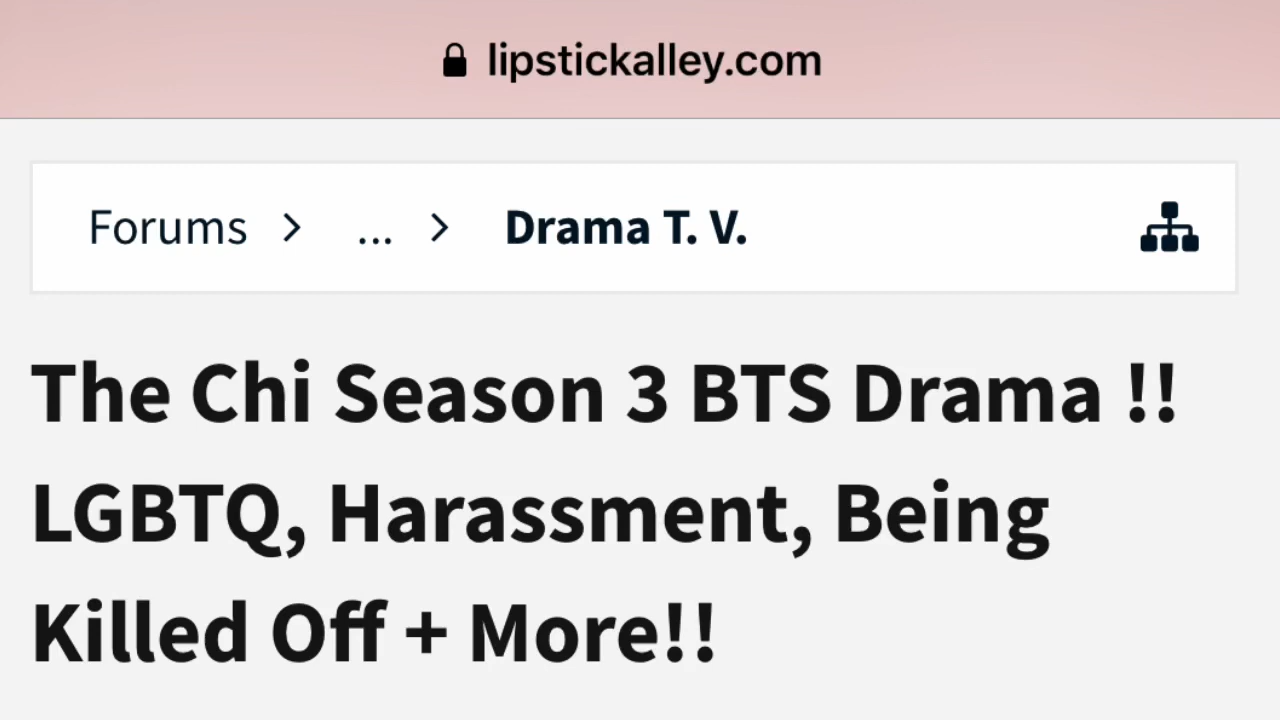 lipstickalley.com
Forums > ... > Drama T. V.
The Chi Season 3 BTS Drama !!
LGBTQ, Harassment, Being
Killed Off + More!!